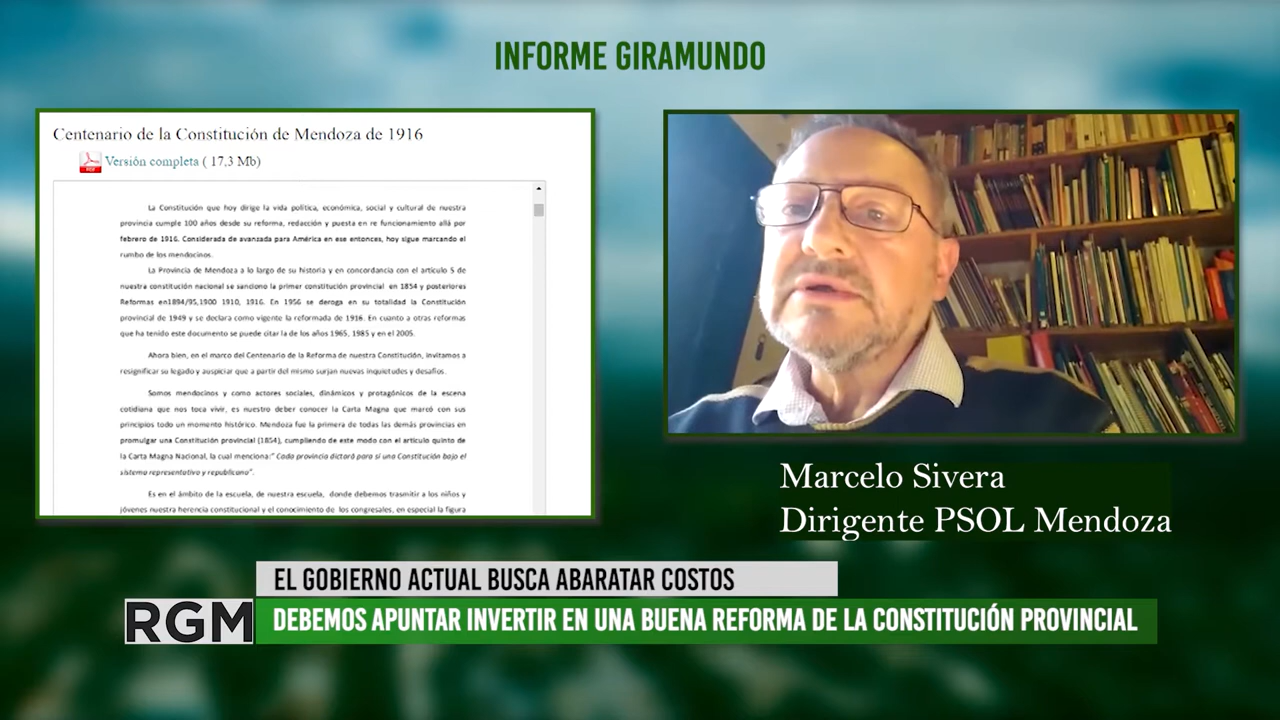 INFORME GIRAMUNDO
Centenario de la Constitución de Mendoza de 1916
Versión completa ( 17,3 Mb)
La Constitución que hoy dirige la vida política, económica, social y cultural de nuestra
provincia cumple 100 años desde su reforma, redacción y puesta en re funcionamiento allá por
febrero de 1916. Considerada de avanzada para América en ese entonces, hoy sigue marcando el
rumbo de los mendocinos.
La Provincia de Mendoza a lo largo de su historia y en concordancia con el artículo 5 de
nuestra constitución nacional se sanciono la primer constitución provincial en 1854 y posteriores
Reformas en1894/95,1900 1910, 1916. En 1956 se deroga en su totalidad la Constitución
provincial de 1949 y se declara como vigente la reformada de 1916. En cuanto a otras reformas
que ha tenido este documento se puede citar la de los años 1965, 1985 y en el 2005.
Ahora bien, en el marco del Centenario de la Reforma de nuestra Constitución, invitamos a
resignificar su legado y auspiciar que a partir del mismo surjan nuevas inquietudes y desafíos.
Somos mendocinos y como actores sociales, dinámicos y protagónicos de la escena
cotidiana que nos toca vivir, es nuestro deber conocer la Carta Magna que marcó con sus
principios todo un momento histórico. Mendoza fue la primera de todas las demás provincias en
promulgar una Constitución provincial (1854), cumpliendo de este modo con el artículo quinto de
la Carta Magna Nacional, la cual menciona:" Cada provincia dictará para sí una Constitución bajo el
sistema representativo y republicano".
Es en el ámbito de la escuela, de nuestra escuela, donde debemos trasmitir a los niños y
jóvenes nuestra herencia constitucional y el conocimiento de los congresales, en especial la figura
Marcelo Sivera
Dirigente PSOL Mendoza
EL GOBIERNO ACTUAL BUSCA ABARATAR COSTOS
RGM
DEBEMOS APUNTAR INVERTIR EN UNA BUENA REFORMA DE LA CONSTITUCIÓN PROVINCIAL